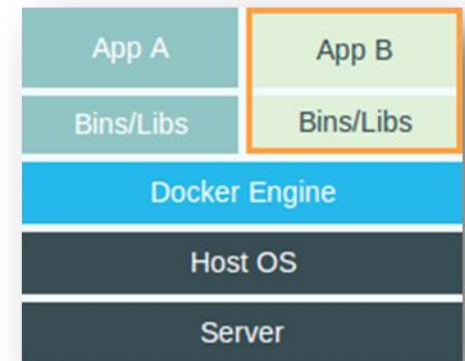 App A
App B
Bins/Libs
Bins/Libs
Docker Engine
Host OS
Server